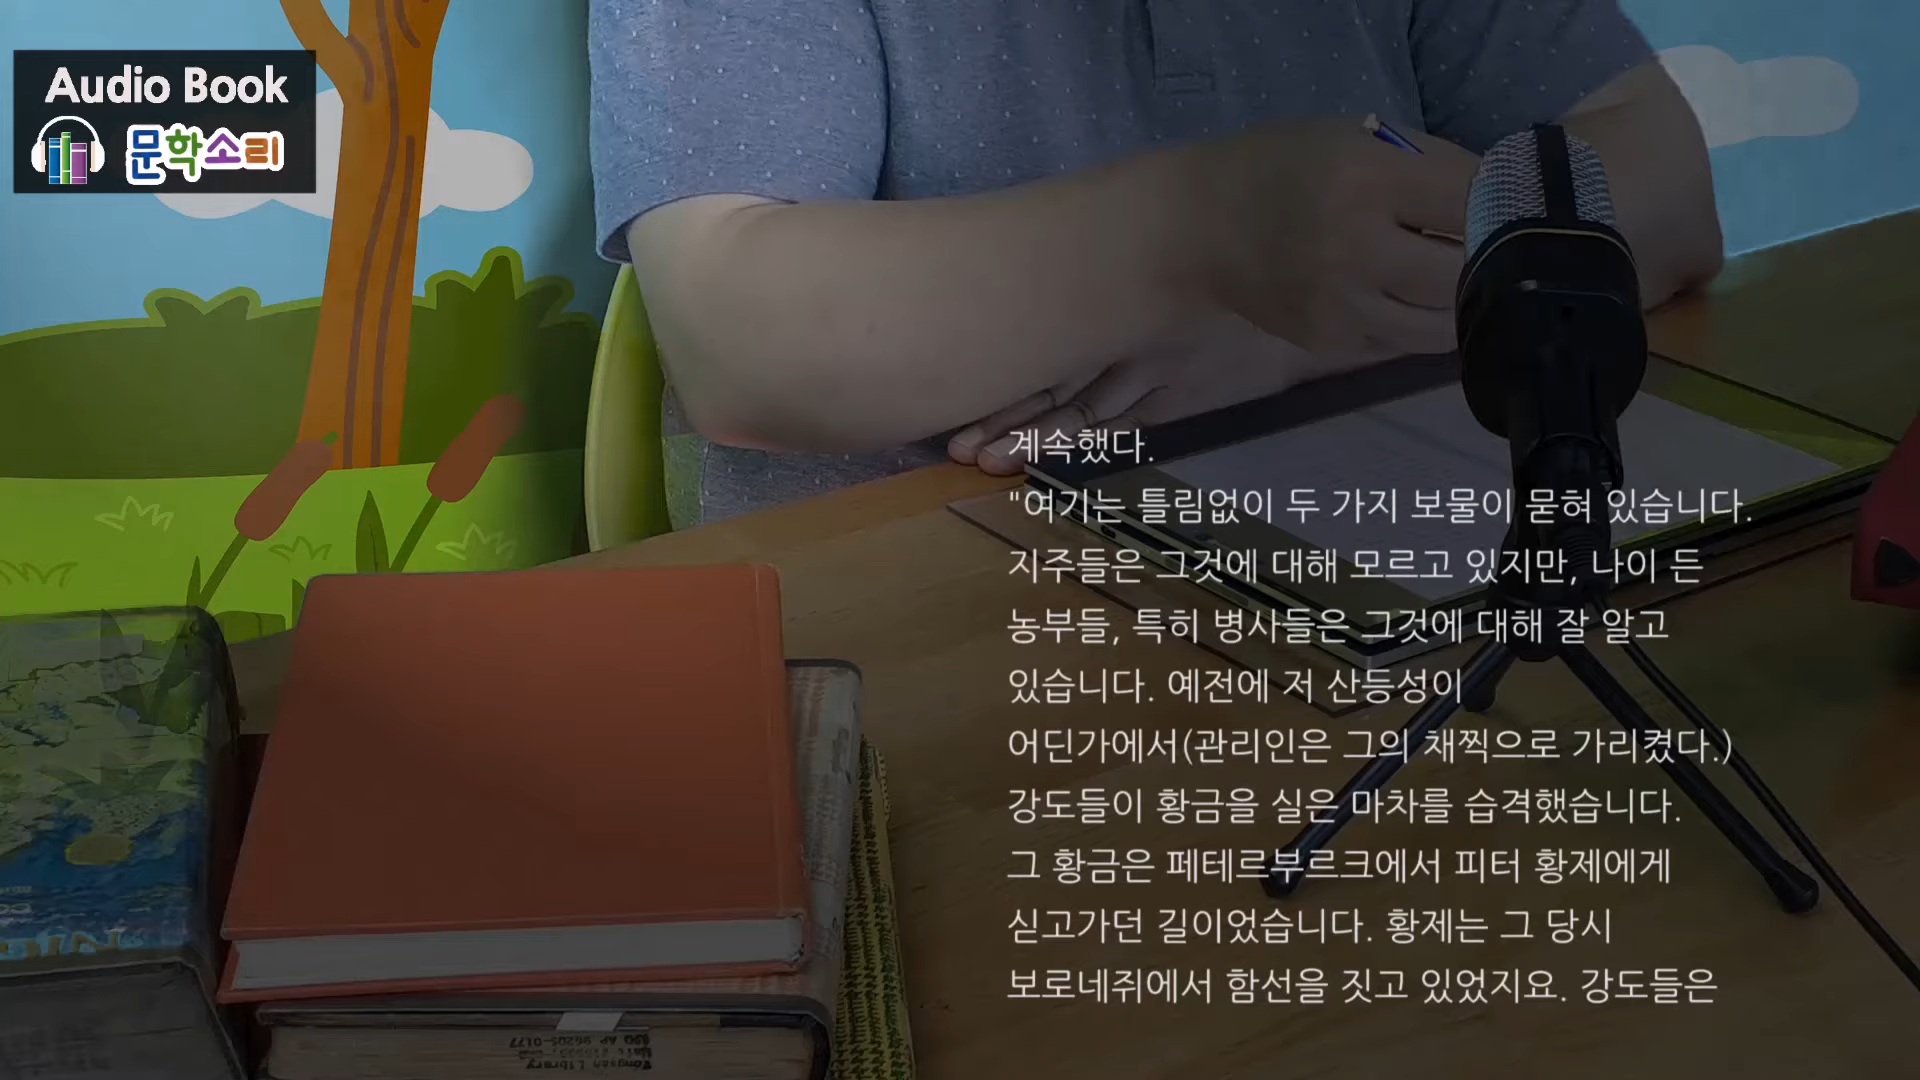 Audio Book
문학소리
계속했다.
"여기는 틀림없이 두 가지 보물이 묻혀 있습니다.
지주들은 그것에 대해 모르고 있지만, 나이 든
농부들, 특히 병사들은 그것에 대해 잘 알고
있습니다. 예전에 저 산등성이
어딘가에서(관리인은 그의 채찍으로 가리켰다.)
강도들이 황금을 실은 마차를 습격했습니다.
그 황금은 페테르부르크에서 피터 황제에게
싣고가던 길이었습니다. 황제는 그 당시
보로네쥐에서 함선을 짓고 있었지요. 강도들은
Yongsan Library
APO AP 96205-0177